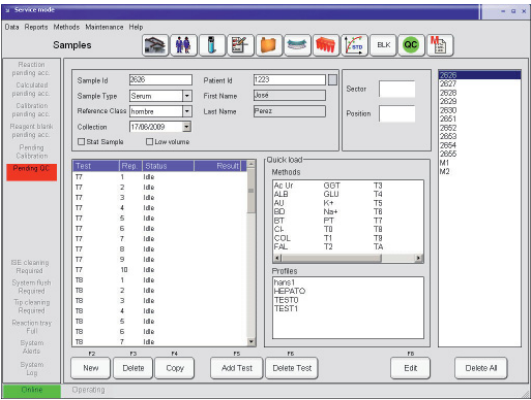 Service mode
Data Reports Methods Maintenance Help
Samples
STD
BLK
QC
M
Reaction
pending acc.
Calculated
pending acc.
Calibration
pending acc.
Reagent blank
pending acc.
Pending
Calibration
Pending QC
ISE cleaning
Required
System flush
Required
Tip cleaning
Required
Reaction tray
Full
System
Alerts
System
Log
Online
Operating
Sample Id 2626
Patient Id 1223
Sample Type Serum
First Name José
Reference Class hombre
Last Name Perez
Collection 17/06/2009
Stat Sample Low volume
Sector
Position
2626
2627
2628
2629
2630
2651
2652
2653
2654
2655
M1
M2
Test Rep. Status Result
T7 1 Idle
T7 2 Idle
T7 3 Idle
T7 4 Idle
T7 5 Idle
T7 6 Idle
T7 7 Idle
T7 8 Idle
T7 9 Idle
T7 10 Idle
T8 1 Idle
T8 2 Idle
T8 3 Idle
T8 4 Idle
T8 5 Idle
T8 6 Idle
T8 7 Idle
Quick load
Methods
Ac Ur GGT T3
ALB GLU T4
AU K+ T5
BD Na+ T6
BT PT T7
Cl- T0 T8
COL T1 T9
FAL T2 TA
Profiles
hans1
HEPATO
TEST0
TEST1
F2 F3 F4 F5 F6 F8
New Delete Copy Add Test Delete Test Edit Delete All